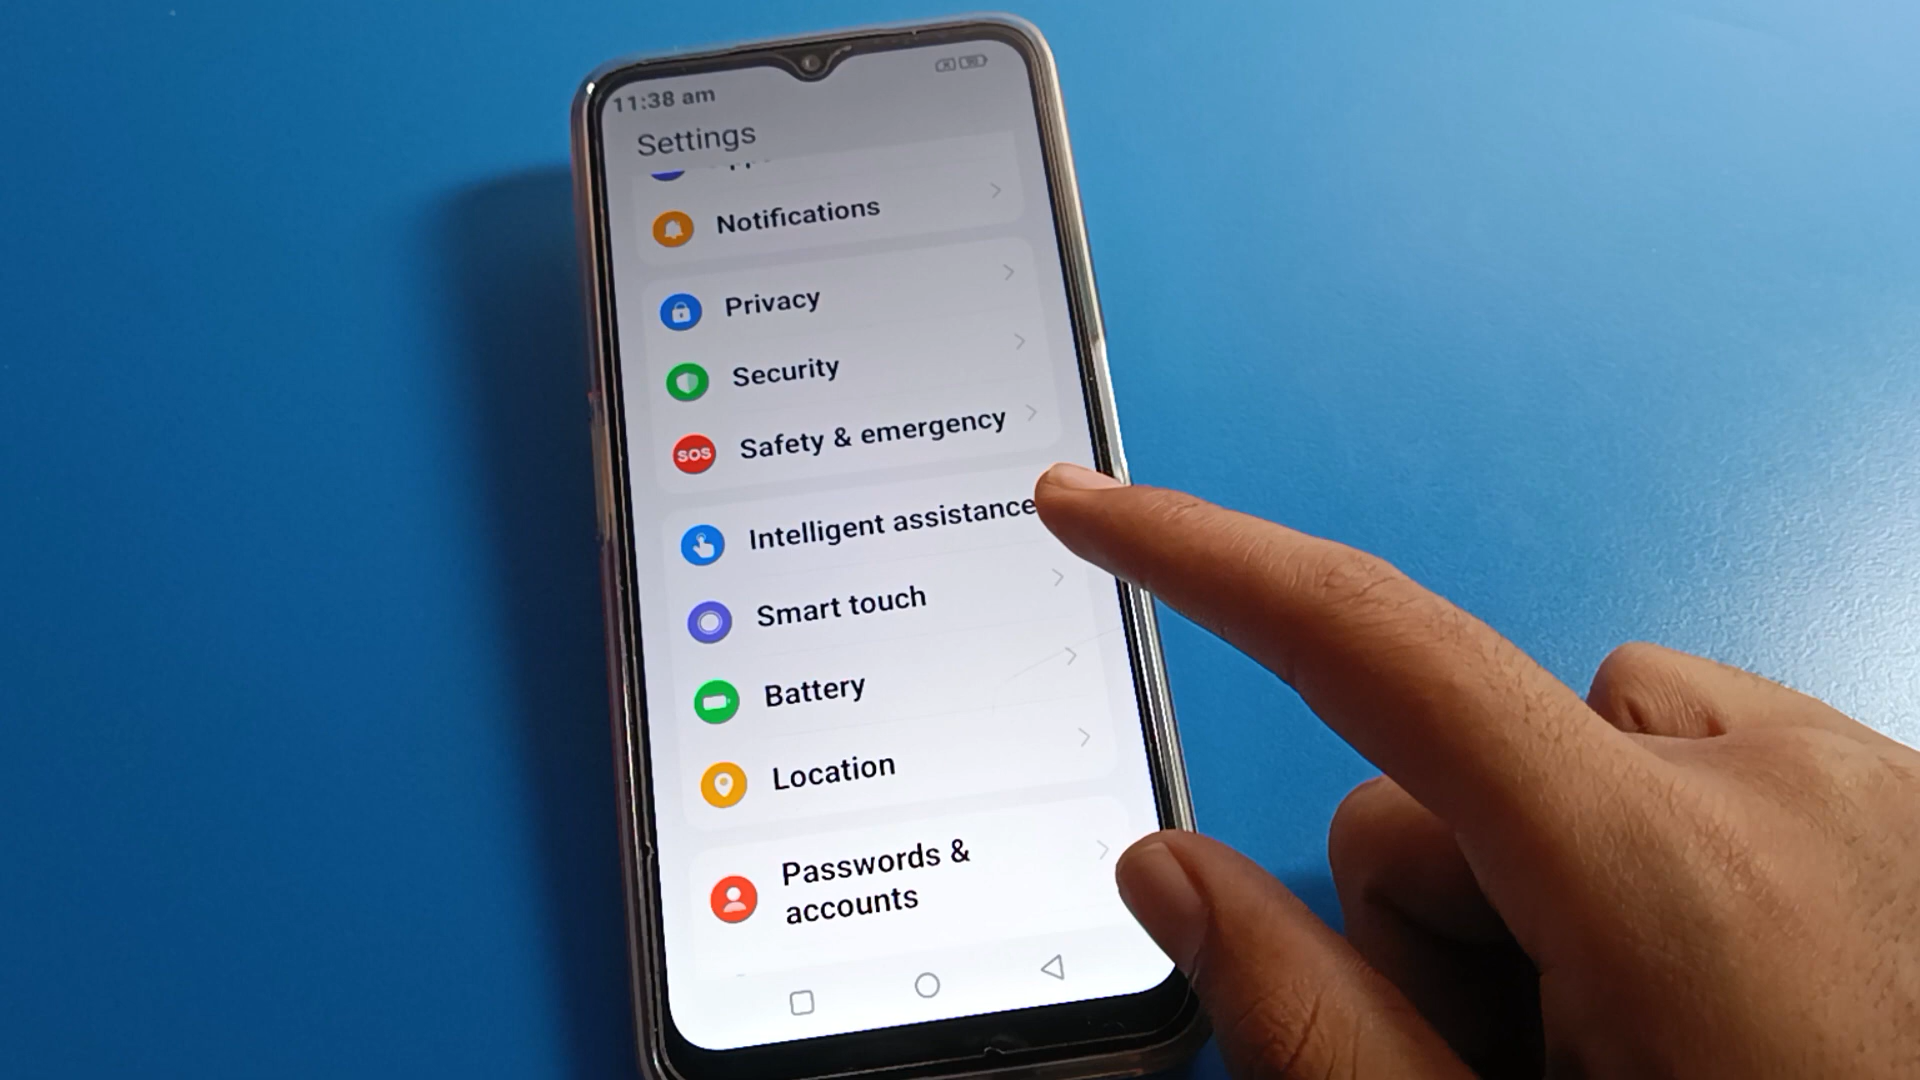 11:38 am
Settings
Notifications
Privacy
Security
SOS
Safety & emergency
Intelligent assistance
Smart touch
Battery
Location
Passwords &
accounts